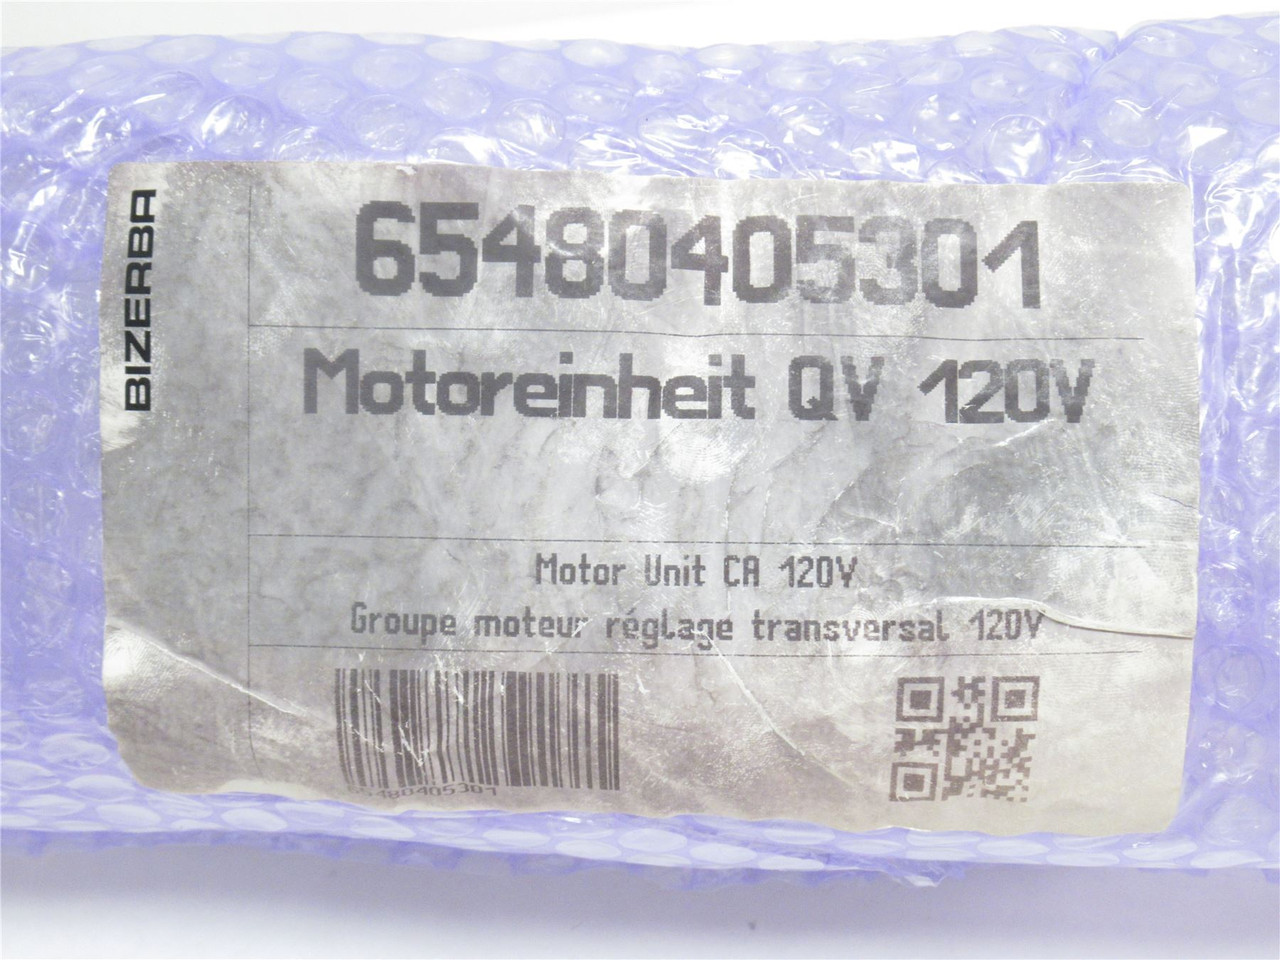 BIZERBA
65480405301
Motoreinheit QV 120V
Motor Unit CA 120V
Groupe moteur réglage transversal 120V
65480405301